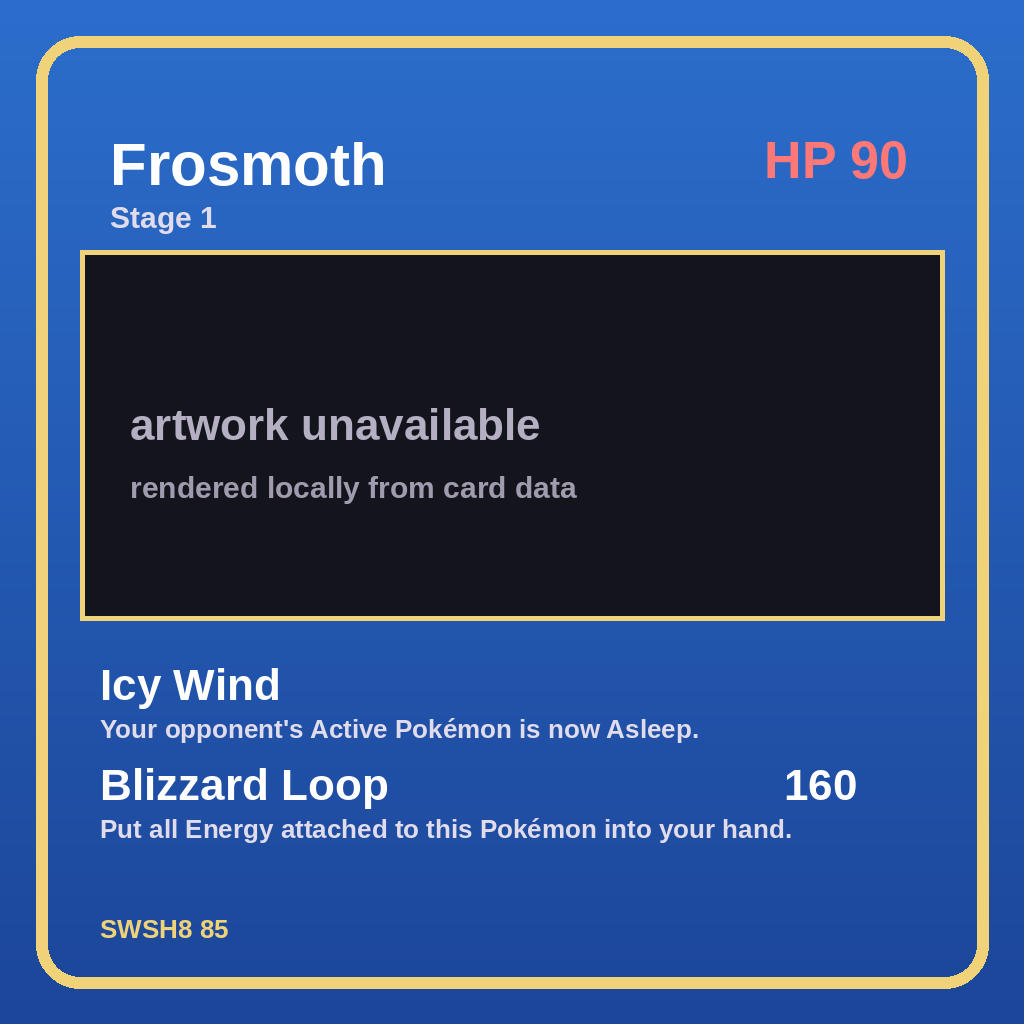 Frosmoth
HP 90
Stage 1
artwork unavailable
rendered locally from card data
Icy Wind
Your opponent's Active Pokémon is now Asleep.
Blizzard Loop
160
Put all Energy attached to this Pokémon into your hand.
SWSH8 85